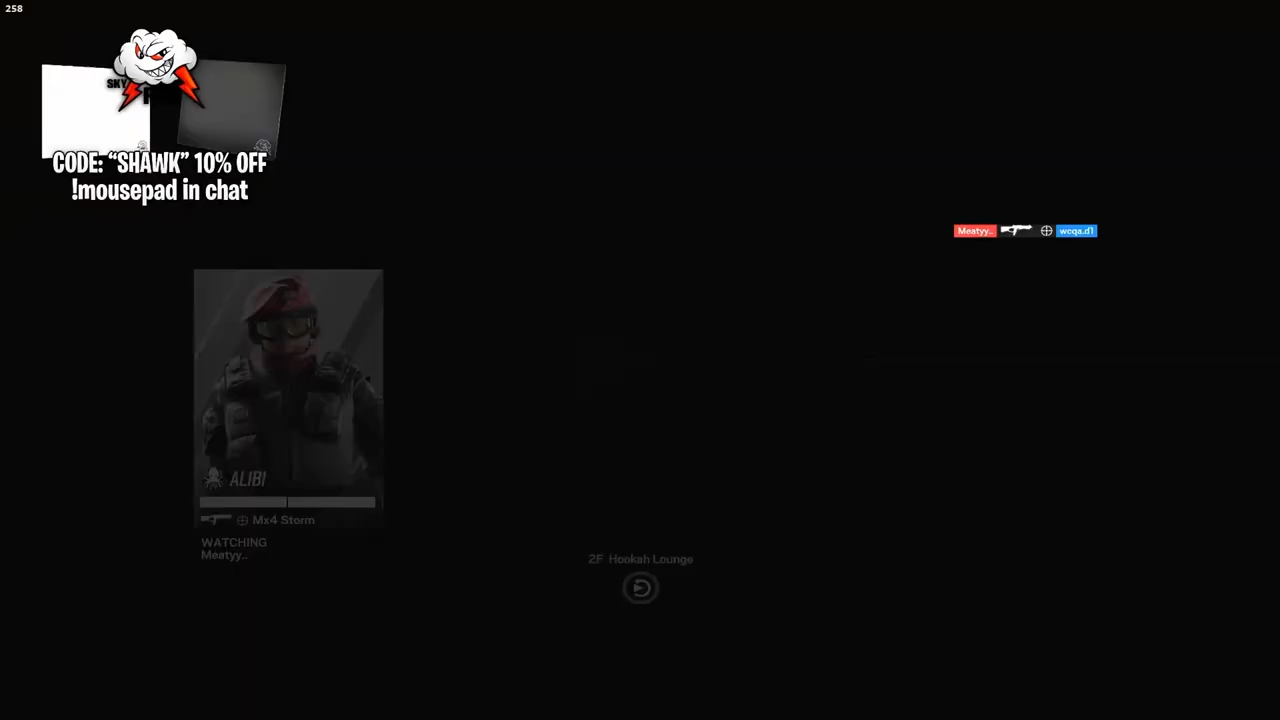 258
SKY
CODE: “SHAWK” 10% OFF
!mousepad in chat
Meatyy.. wcqa.d1
ALIBI
Mx4 Storm
WATCHING
Meatyy..
2F Hookah Lounge